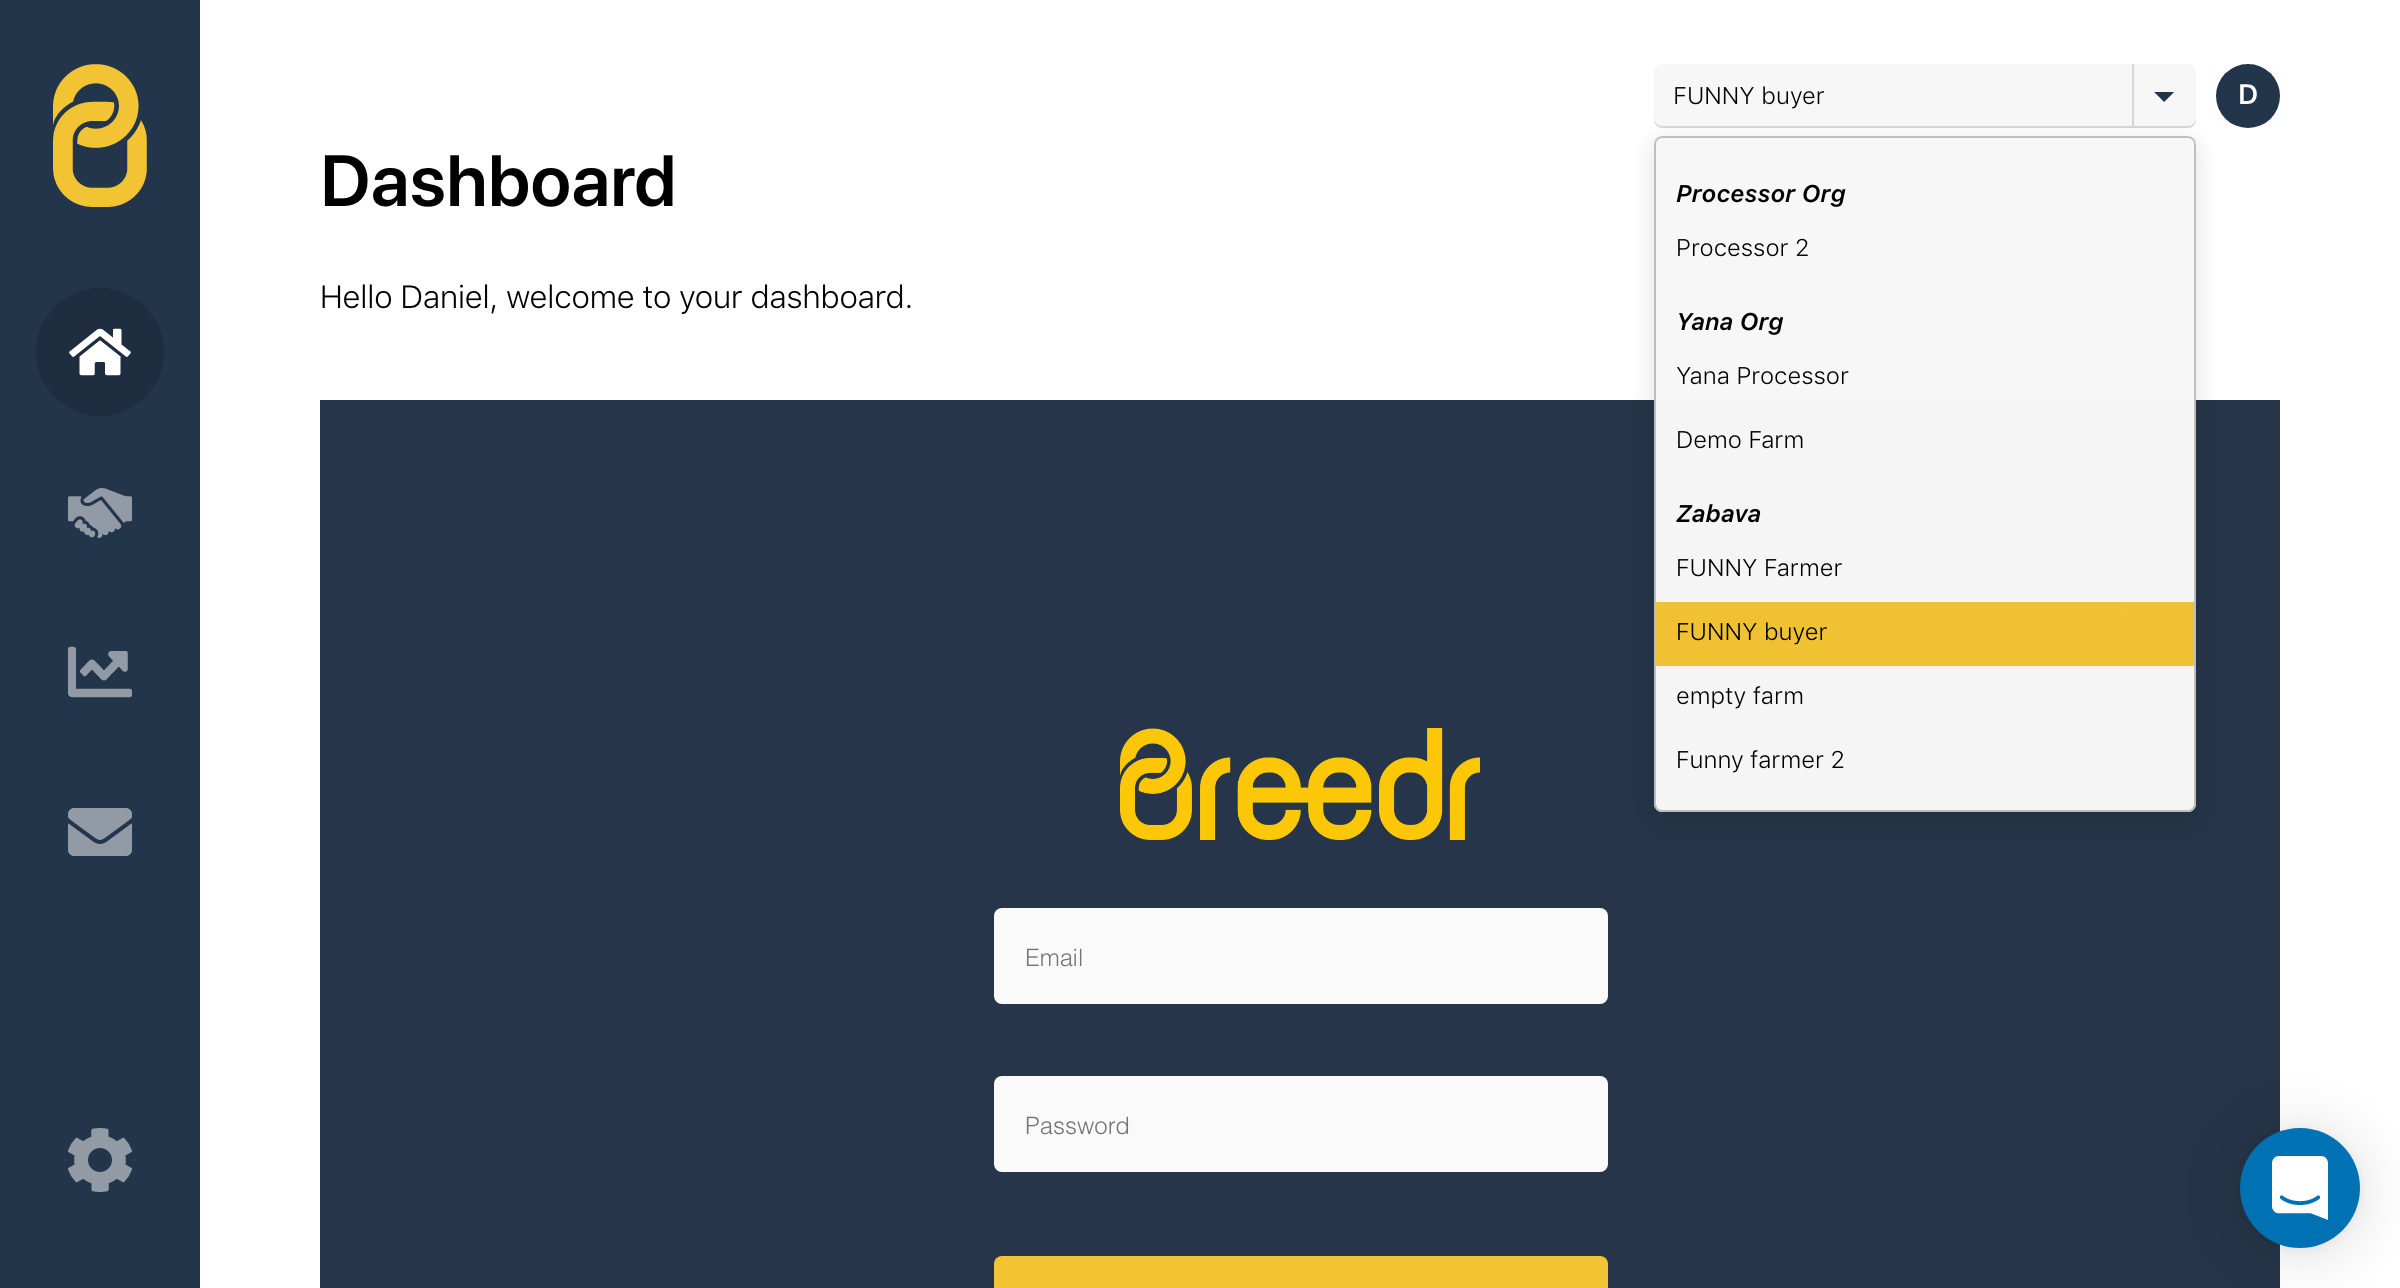 FUNNY buyer
D
Dashboard
Hello Daniel, welcome to your dashboard.
Processor Org
Processor 2
Yana Org
Yana Processor
Demo Farm
Zabava
FUNNY Farmer
FUNNY buyer
empty farm
Funny farmer 2
Breedr
Email
Password